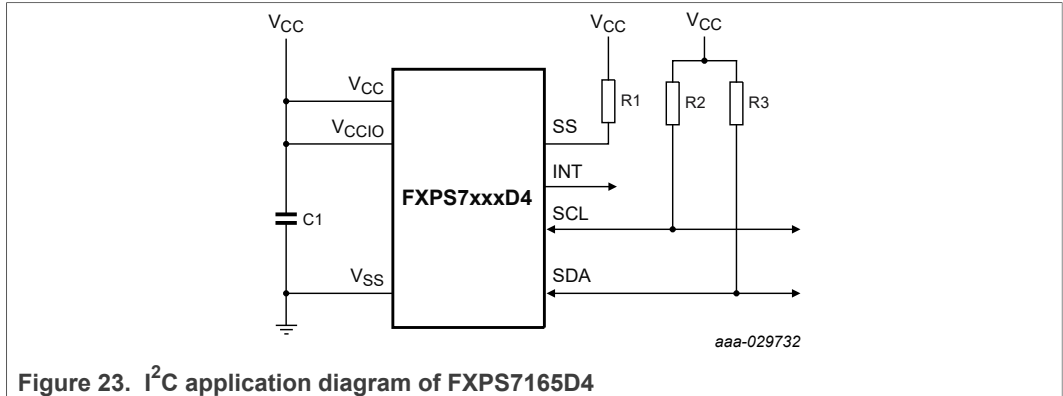 VCC
VCC
VCC
VCC
VCCIO
SS
R1
R2
R3
INT
FXPS7xxxD4
SCL
C1
VSS
SDA
aaa-029732
Figure 23. I2C application diagram of FXPS7165D4